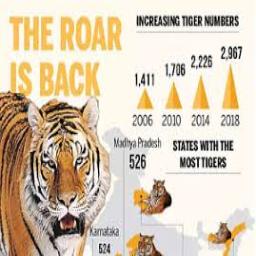 THE ROAR
IS BACK
INCREASING TIGER NUMBERS
1,411
1,706
2,226
2,967
2006 2010 2014 2018
Madhya Pradesh
526
STATES WITH THE
MOST TIGERS
Karnataka
524